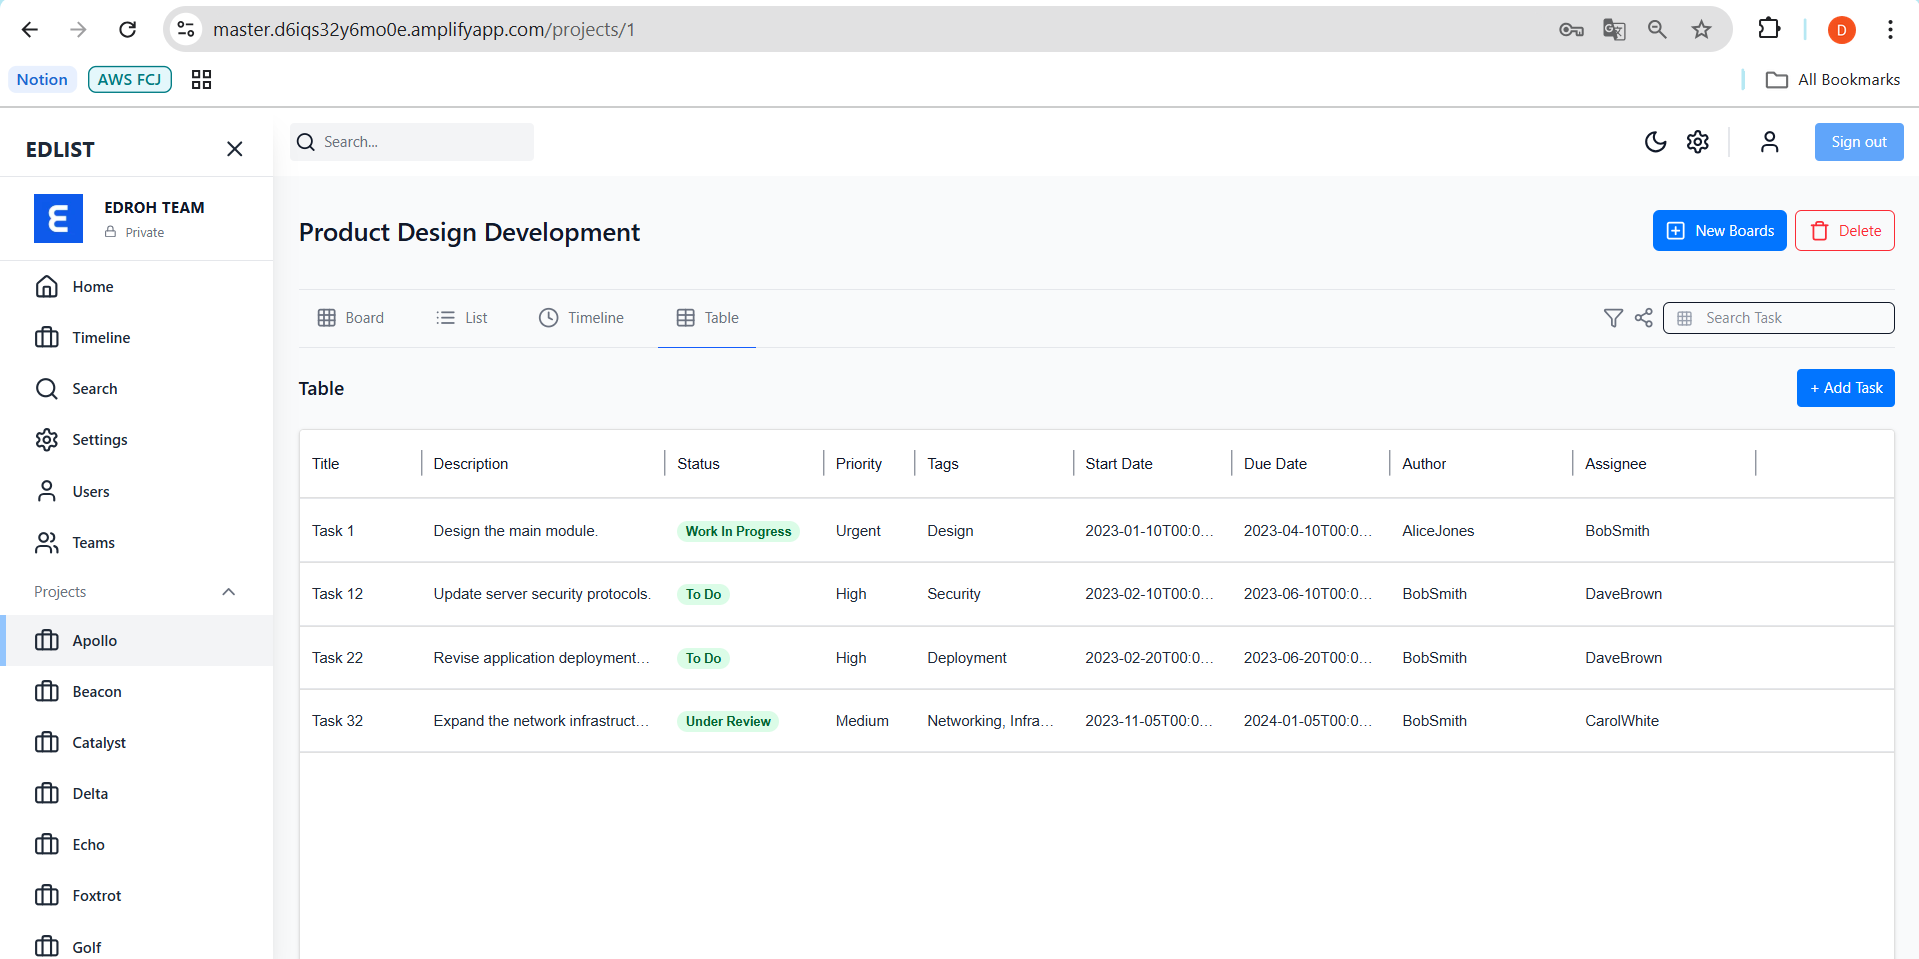 master.d6iqs32y6mo0e.amplifyapp.com/projects/1
D
Notion
AWS FCJ
All Bookmarks
EDLIST
Search...
Sign out
EDROH TEAM
Private
Home
Timeline
Search
Settings
Users
Teams
Projects
Apollo
Beacon
Catalyst
Delta
Echo
Foxtrot
Golf
Product Design Development
New Boards
Delete
Board
List
Timeline
Table
Search Task
Table
+ Add Task
Title Description Status Priority Tags Start Date Due Date Author Assignee
Task 1 Design the main module. Work In Progress Urgent Design 2023-01-10T00:0... 2023-04-10T00:0... AliceJones BobSmith
Task 12 Update server security protocols. To Do High Security 2023-02-10T00:0... 2023-06-10T00:0... BobSmith DaveBrown
Task 22 Revise application deployment... To Do High Deployment 2023-02-20T00:0... 2023-06-20T00:0... BobSmith DaveBrown
Task 32 Expand the network infrastruct... Under Review Medium Networking, Infra... 2023-11-05T00:0... 2024-01-05T00:0... BobSmith CarolWhite